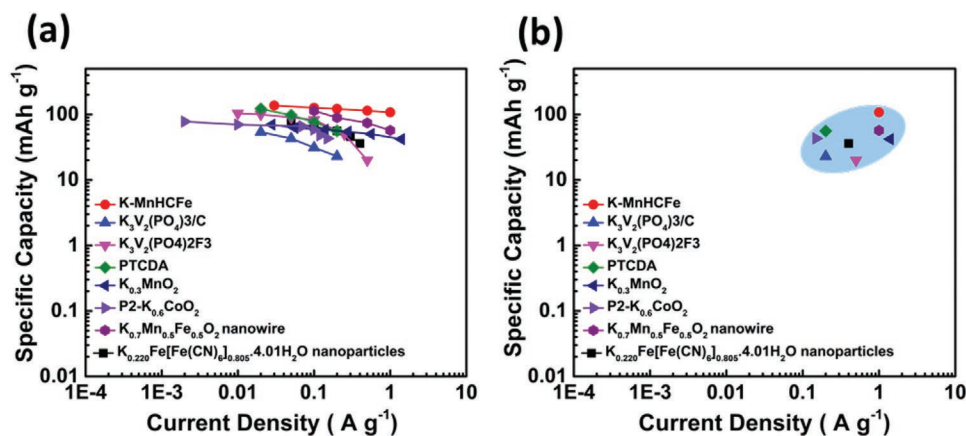 (a)
Specific Capacity (mAh g⁻¹)
100
10
1
0.1
0.01
K-MnHCFe
K₃V₂(PO₄)3/C
K₃V₂(PO4)2F3
PTCDA
K₀.₃MnO₂
P2-K₀.₆CoO₂
K₀.₇Mn₀.₅Fe₀.₅O₂ nanowire
K₀.₂₂₀Fe[Fe(CN)₆]₀.₈₀₅.4.01H₂O nanoparticles
1E-4 1E-3 0.01 0.1 1 10
Current Density ( A g⁻¹)
(b)
Specific Capacity (mAh g⁻¹)
100
10
1
0.1
0.01
K-MnHCFe
K₃V₂(PO₄)3/C
K₃V₂(PO4)2F3
PTCDA
K₀.₃MnO₂
P2-K₀.₆CoO₂
K₀.₇Mn₀.₅Fe₀.₅O₂ nanowire
K₀.₂₂₀Fe[Fe(CN)₆]₀.₈₀₅.4.01H₂O nanoparticles
1E-4 1E-3 0.01 0.1 1 10
Current Density ( A g⁻¹)